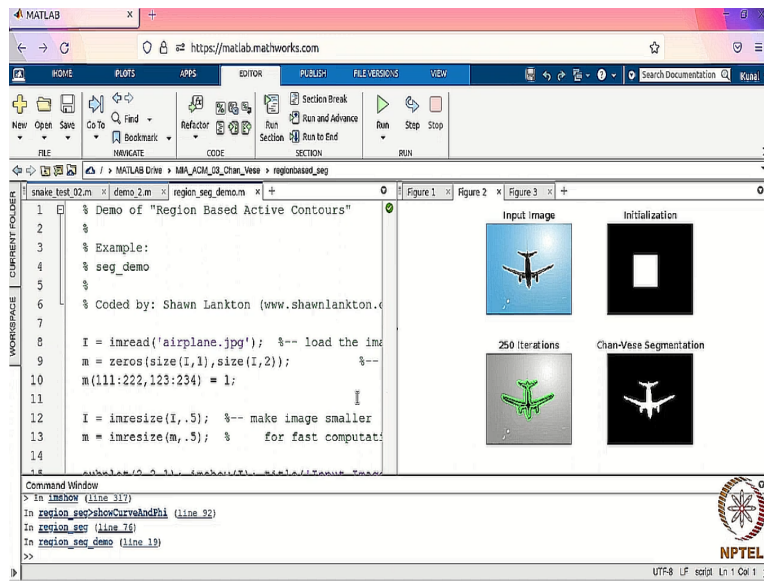 MATLAB
https://matlab.mathworks.com
HOME PLOTS APPS EDITOR PUBLISH FILE VERSIONS VIEW
Search Documentation
Kunal
New Open Save
FILE
Go To
Find
Bookmark
NAVIGATE
Refactor
CODE
Run Section
Section Break
Run and Advance
Run to End
SECTION
Run Step Stop
RUN
/ > MATLAB Drive > MIA_ACM_03_Chan_Vese > regionbased_seg
CURRENT FOLDER
WORKSPACE
snake_test_02.m × demo_2.m × region_seg_demo.m × +
1 % Demo of "Region Based Active Contours"
2 %
3 % Example:
4 % seg_demo
5 %
6 % Coded by: Shawn Lankton (www.shawnlankton.c
7
8 I = imread('airplane.jpg'); %-- load the ima
9 m = zeros(size(I,1),size(I,2)); %--
10 m(111:222,123:234) = 1;
11
12 I = imresize(I,.5); %-- make image smaller
13 m = imresize(m,.5); % for fast computati
14
Figure 1 × Figure 2 × Figure 3 × +
Input Image
Initialization
250 Iterations
Chan-Vese Segmentation
Command Window
> In imshow (line 317)
In region_seg>showCurveAndPhi (line 92)
In region_seg (line 76)
In region_seg_demo (line 19)
>>
NPTEL
UTF-8 LF script Ln 1 Col 1